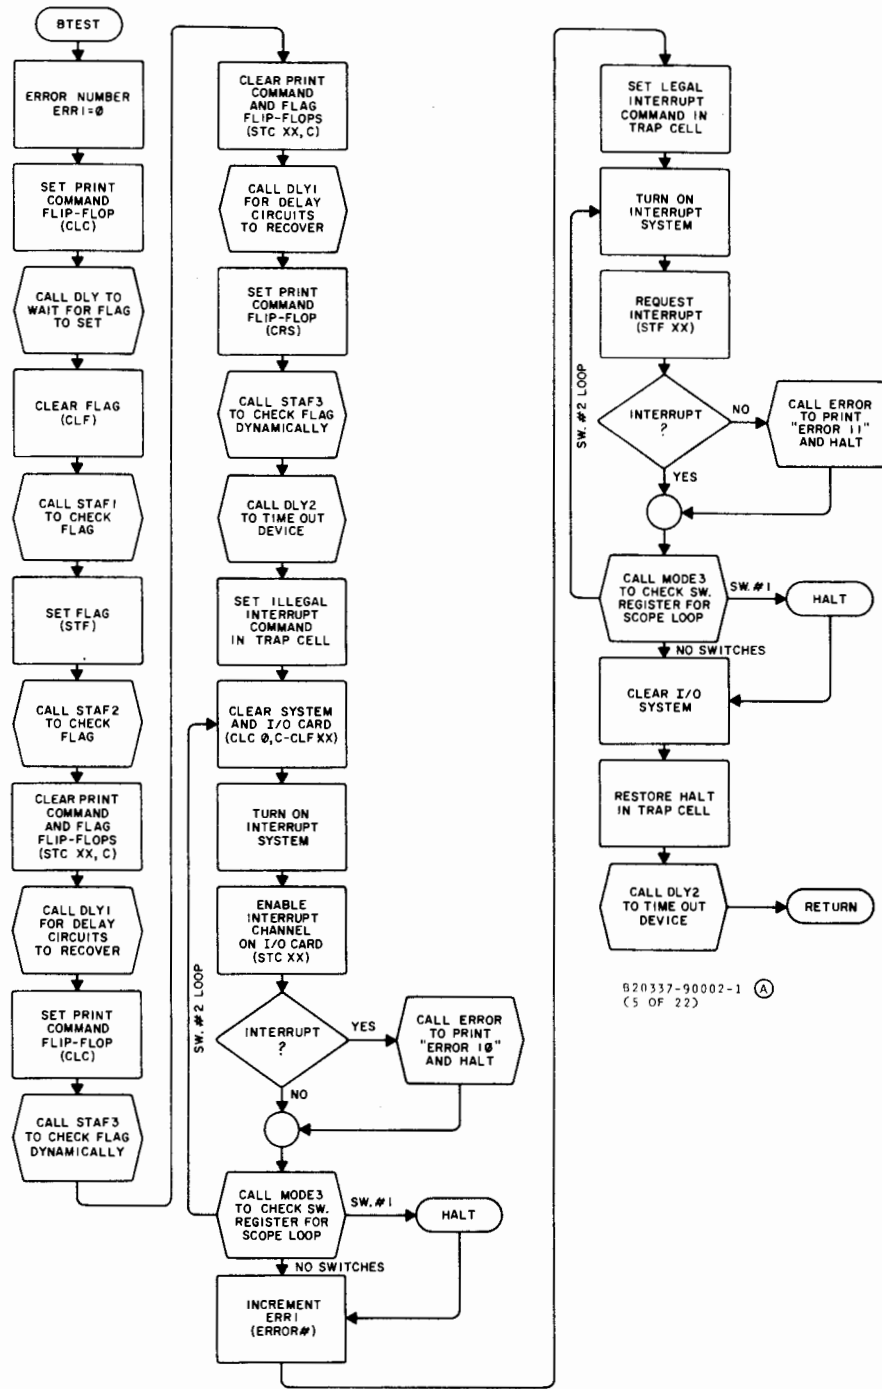 BTEST
ERROR NUMBER
ERR1=Ø
SET PRINT
COMMAND
FLIP-FLOP
(CLC)
CALL DLY TO
WAIT FOR FLAG
TO SET
CLEAR FLAG
(CLF)
CALL STAF1
TO CHECK
FLAG
SET FLAG
(STF)
CALL STAF2
TO CHECK
FLAG
CLEAR PRINT
COMMAND
AND FLAG
FLIP-FLOPS
(STC XX, C)
CALL DLY1
FOR DELAY
CIRCUITS
TO RECOVER
SET PRINT
COMMAND
FLIP-FLOP
(CLC)
CALL STAF3
TO CHECK FLAG
DYNAMICALLY
CLEAR PRINT
COMMAND
AND FLAG
FLIP-FLOPS
(STC XX, C)
CALL DLY1
FOR DELAY
CIRCUITS
TO RECOVER
SET PRINT
COMMAND
FLIP-FLOP
(CRS)
CALL STAF3
TO CHECK FLAG
DYNAMICALLY
CALL DLY2
TO TIME OUT
DEVICE
SET ILLEGAL
INTERRUPT
COMMAND
IN TRAP CELL
CLEAR SYSTEM
AND I/O CARD
(CLC Ø,C-CLF XX)
TURN ON
INTERRUPT
SYSTEM
ENABLE
INTERRUPT
CHANNEL
ON I/O CARD
(STC XX)
SW. #2 LOOP
INTERRUPT
?
YES
CALL ERROR
TO PRINT
"ERROR 1Ø"
AND HALT
NO
CALL MODE3
TO CHECK SW.
REGISTER FOR
SCOPE LOOP
SW. #1
HALT
NO SWITCHES
INCREMENT
ERR1
(ERROR#)
SET LEGAL
INTERRUPT
COMMAND IN
TRAP CELL
TURN ON
INTERRUPT
SYSTEM
REQUEST
INTERRUPT
(STF XX)
SW. #2 LOOP
INTERRUPT
?
NO
CALL ERROR
TO PRINT
"ERROR 11"
AND HALT
YES
CALL MODE3
TO CHECK SW.
REGISTER FOR
SCOPE LOOP
SW. #1
HALT
NO SWITCHES
CLEAR I/O
SYSTEM
RESTORE HALT
IN TRAP CELL
CALL DLY2
TO TIME OUT
DEVICE
RETURN
B20337-90002-1 A
(5 OF 22)